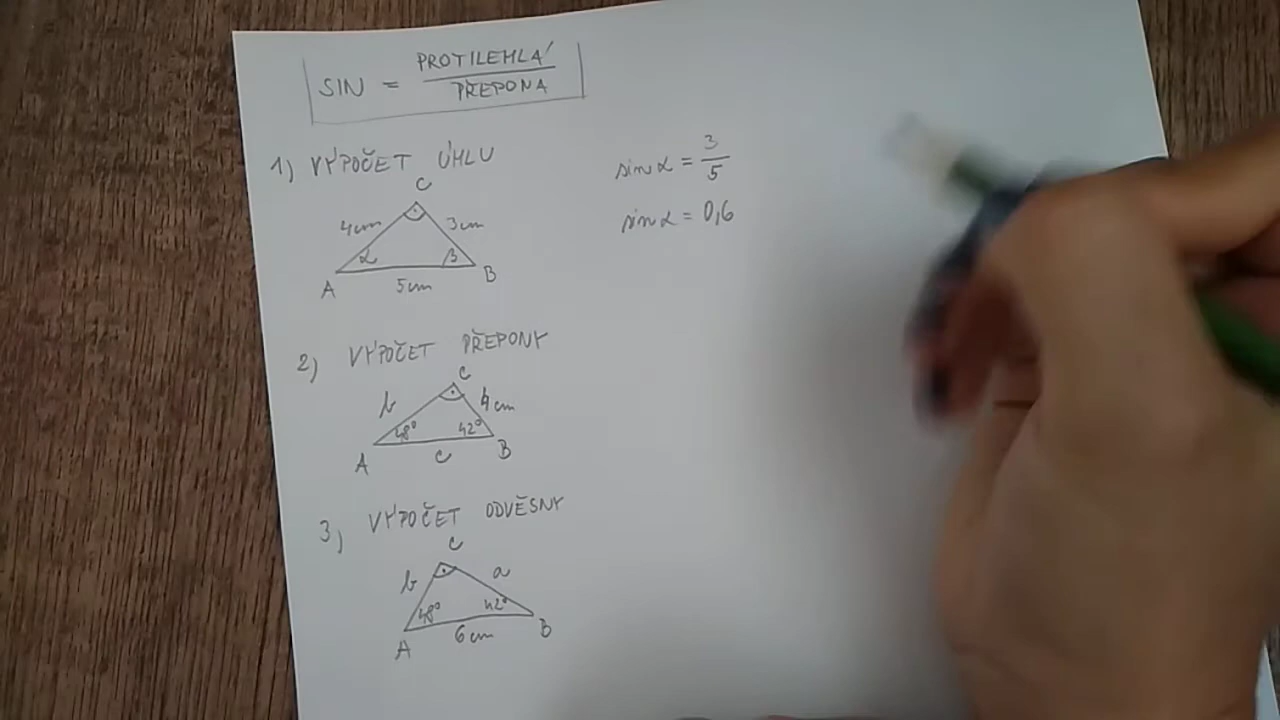 SIN = PROTILEHLÁ / PŘEPONA
1) VÝPOČET ÚHLU
C
4cm 3cm
α β
A 5cm B
sin α = 3/5
sin α = 0,6
2) VÝPOČET PŘEPONY
C
b 4cm
48° 42°
A c B
3) VÝPOČET ODVĚSNY
C
b a
48° 42°
A 6cm B